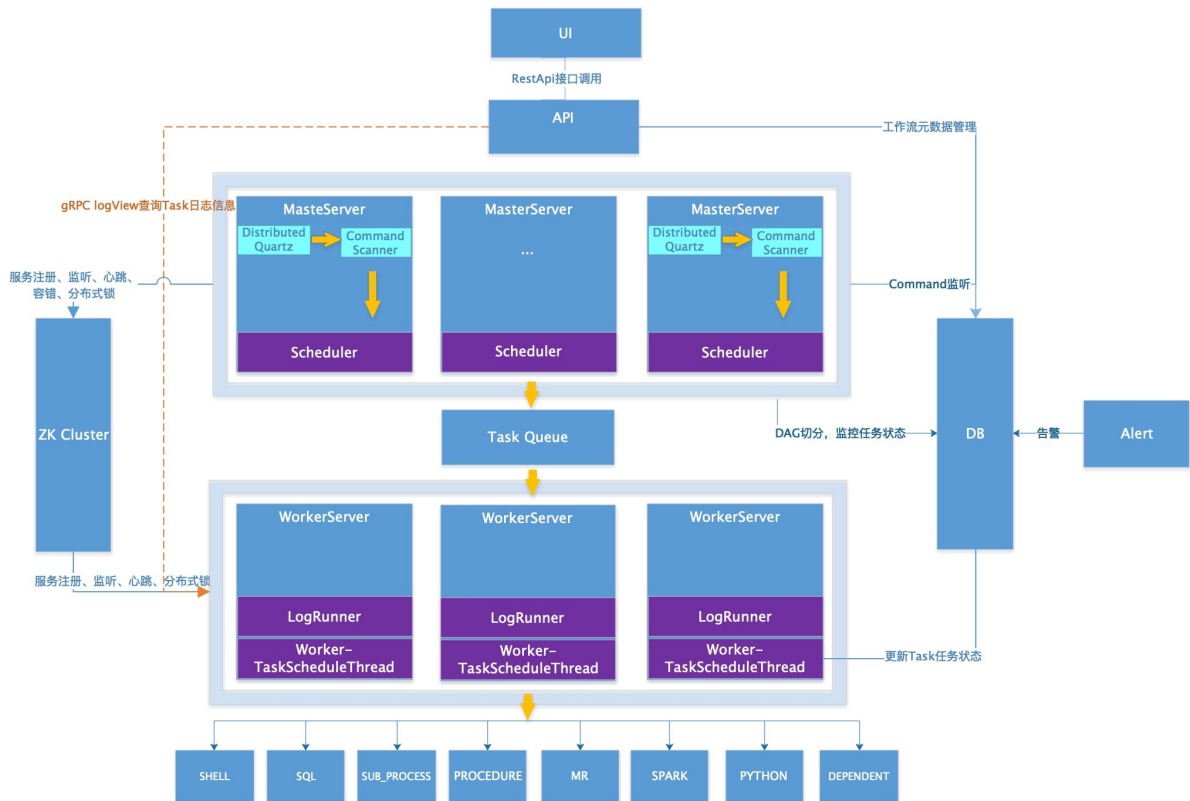 UI
RestApi接口调用
API
工作流元数据管理
gRPC logView查询Task日志信息
MasteServer
Distributed
Quartz
Command
Scanner
Scheduler
MasterServer
...
Scheduler
MasterServer
Distributed
Quartz
Command
Scanner
Scheduler
服务注册、监听、心跳、
容错、分布式锁
Command监听
ZK Cluster
Task Queue
DAG切分，监控任务状态
DB
告警
Alert
服务注册、监听、心跳、分布式锁
WorkerServer
LogRunner
Worker-
TaskScheduleThread
WorkerServer
LogRunner
Worker-
TaskScheduleThread
WorkerServer
LogRunner
Worker-
TaskScheduleThread
更新Task任务状态
SHELL
SQL
SUB_PROCESS
PROCEDURE
MR
SPARK
PYTHON
DEPENDENT